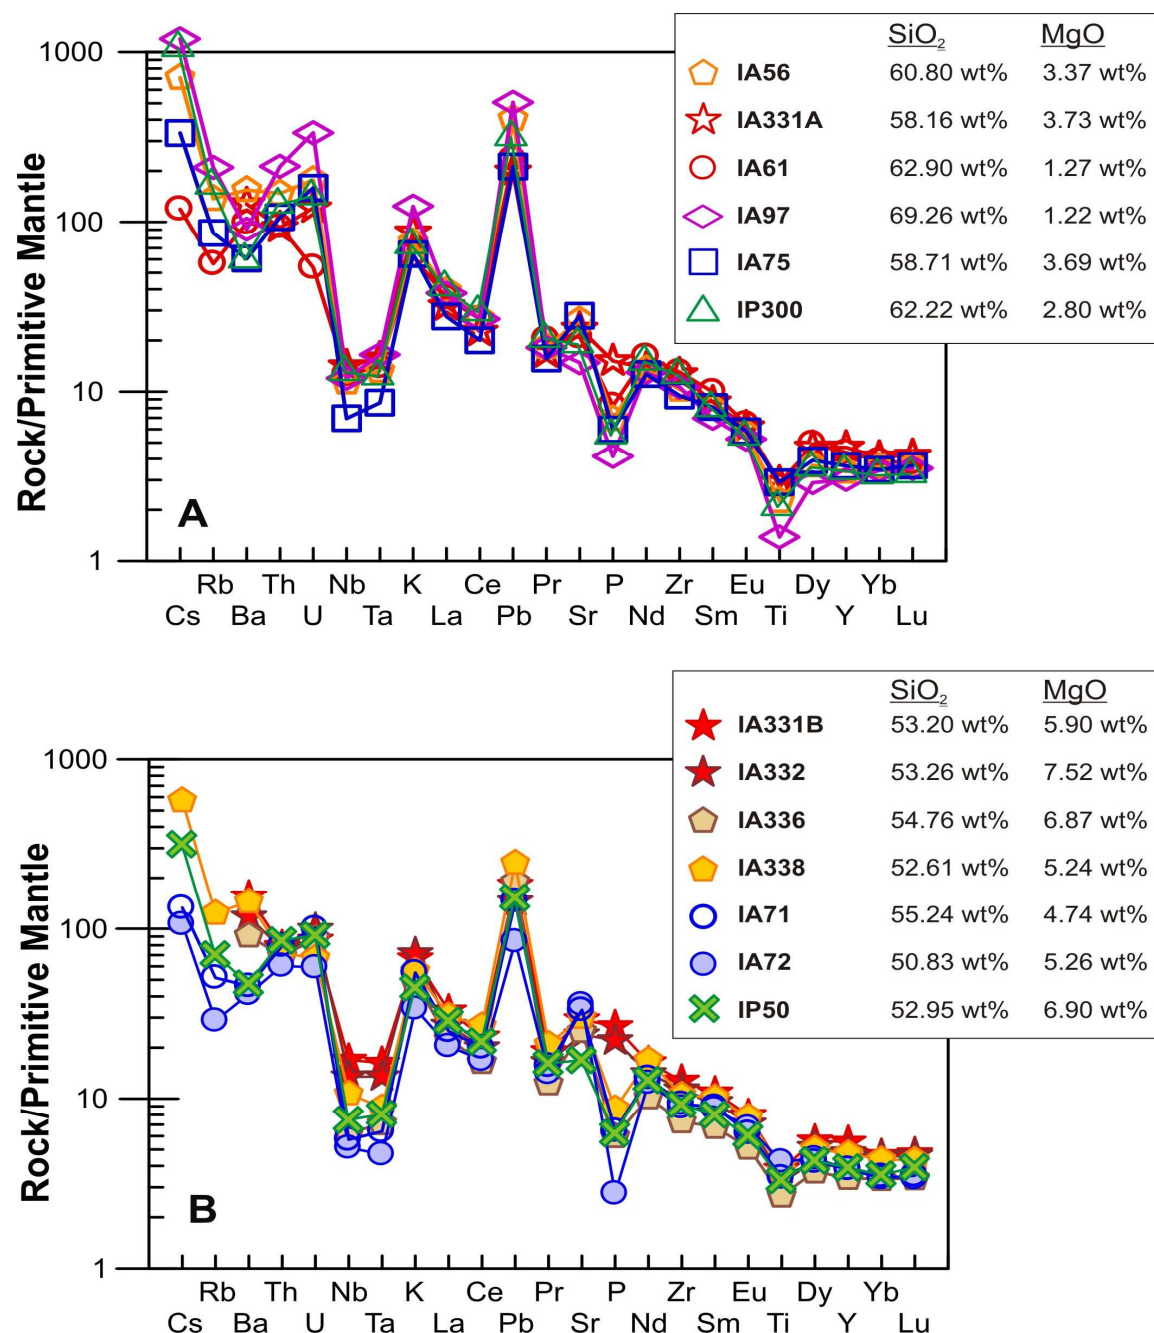 SiO2 MgO
IA56 60.80 wt% 3.37 wt%
IA331A 58.16 wt% 3.73 wt%
IA61 62.90 wt% 1.27 wt%
IA97 69.26 wt% 1.22 wt%
IA75 58.71 wt% 3.69 wt%
IP300 62.22 wt% 2.80 wt%
Rock/Primitive Mantle
1000
100
10
1
A
Rb Th Nb K Ce Pr P Zr Eu Dy Yb
Cs Ba U Ta La Pb Sr Nd Sm Ti Y Lu
SiO2 MgO
IA331B 53.20 wt% 5.90 wt%
IA332 53.26 wt% 7.52 wt%
IA336 54.76 wt% 6.87 wt%
IA338 52.61 wt% 5.24 wt%
IA71 55.24 wt% 4.74 wt%
IA72 50.83 wt% 5.26 wt%
IP50 52.95 wt% 6.90 wt%
Rock/Primitive Mantle
1000
100
10
1
B
Rb Th Nb K Ce Pr P Zr Eu Dy Yb
Cs Ba U Ta La Pb Sr Nd Sm Ti Y Lu